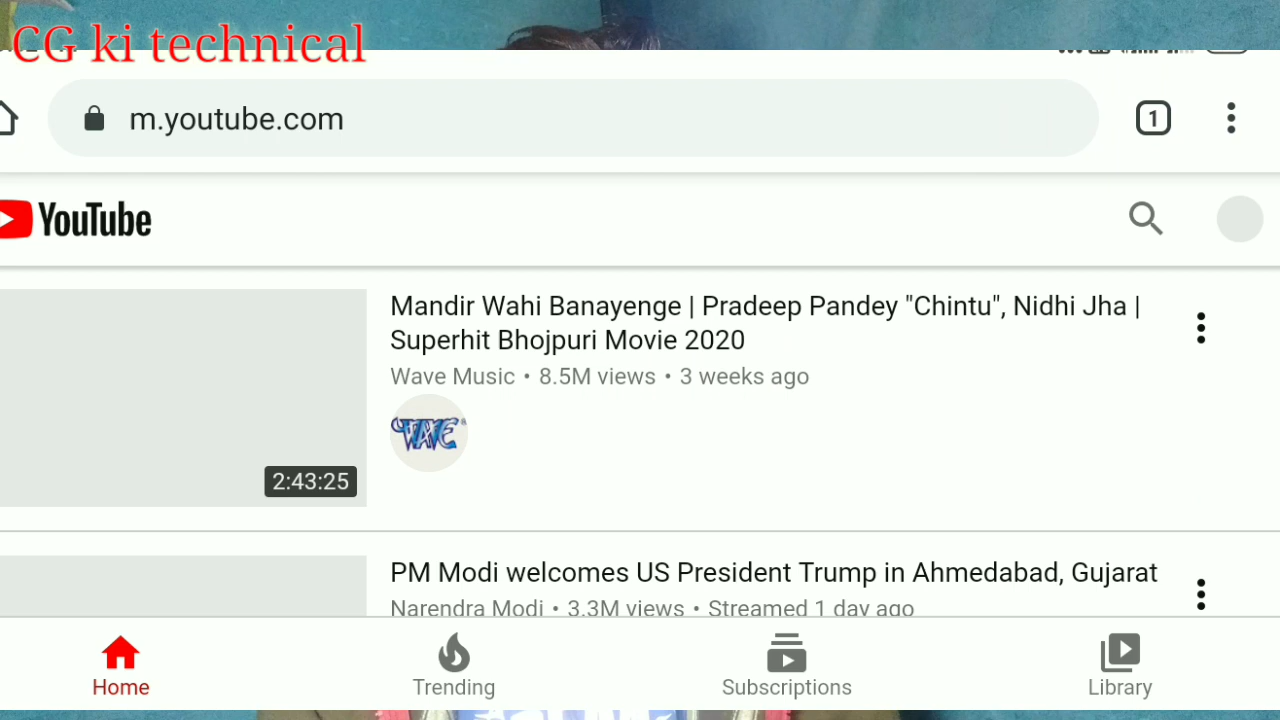 CG ki technical
m.youtube.com
1
YouTube
Mandir Wahi Banayenge | Pradeep Pandey "Chintu", Nidhi Jha |
Superhit Bhojpuri Movie 2020
Wave Music • 8.5M views • 3 weeks ago
WAVE
2:43:25
PM Modi welcomes US President Trump in Ahmedabad, Gujarat
Narendra Modi • 3.3M views • Streamed 1 day ago
Home
Trending
Subscriptions
Library